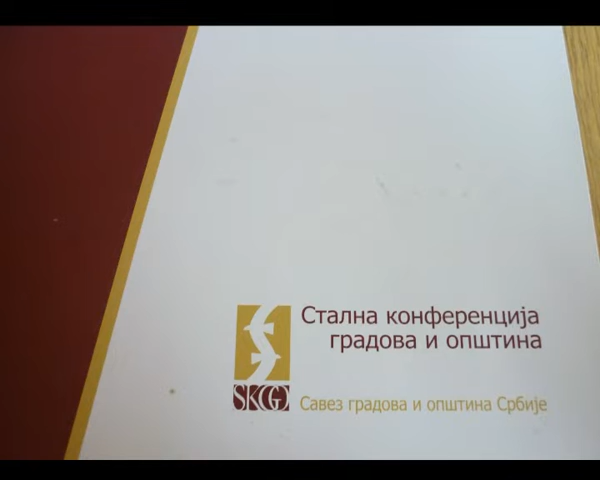 Стална конференција
градова и општина
SKGO
Савез градова и општина Србије